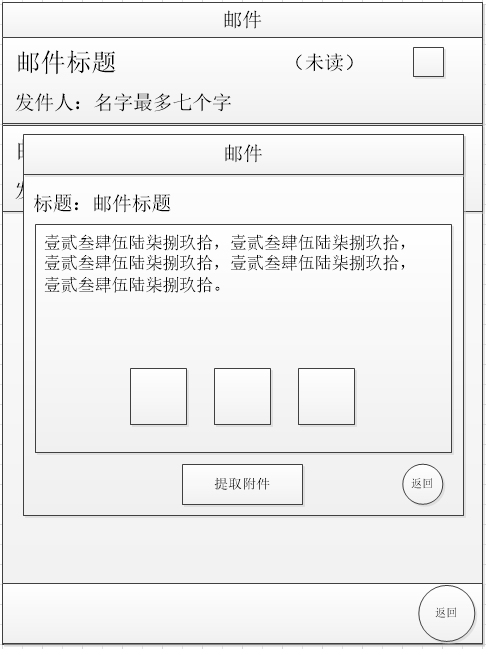 邮件
邮件标题 （未读）
发件人：名字最多七个字
邮件
标题：邮件标题
壹贰叁肆伍陆柒捌玖拾，壹贰叁肆伍陆柒捌玖拾，
壹贰叁肆伍陆柒捌玖拾，壹贰叁肆伍陆柒捌玖拾，
壹贰叁肆伍陆柒捌玖拾。
提取附件
返回
返回